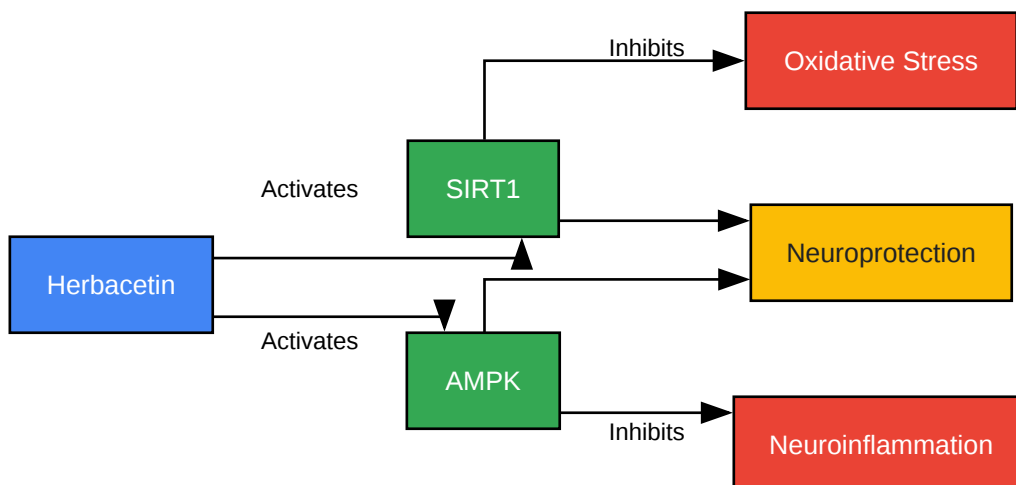 Inhibits
Oxidative Stress
Activates
SIRT1
Neuroprotection
Herbacetin
Activates
AMPK
Inhibits
Neuroinflammation